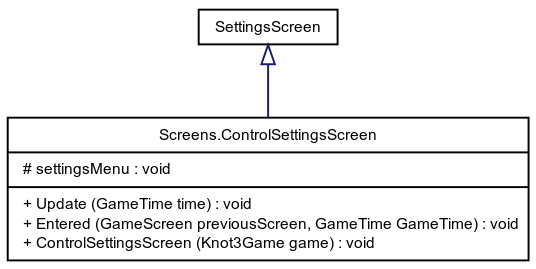 SettingsScreen
Screens.ControlSettingsScreen
# settingsMenu : void
+ Update (GameTime time) : void
+ Entered (GameScreen previousScreen, GameTime GameTime) : void
+ ControlSettingsScreen (Knot3Game game) : void